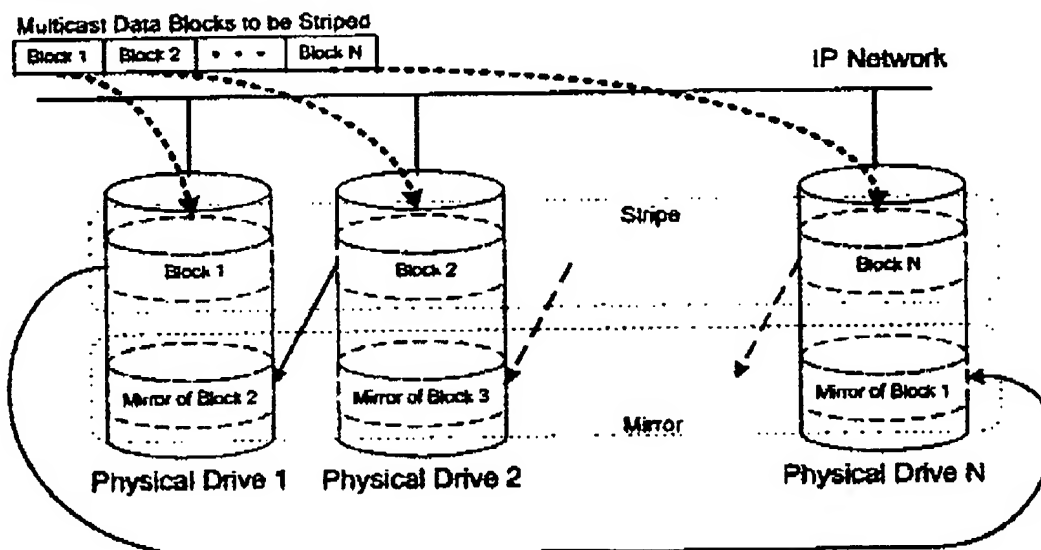 Multicast Data Blocks to be Striped
Block 1 Block 2 • • • Block N
IP Network
Stripe
Block 1 Block 2 Block N
Mirror of Block 2 Mirror of Block 3 Mirror of Block 1
Mirror
Physical Drive 1 Physical Drive 2 Physical Drive N